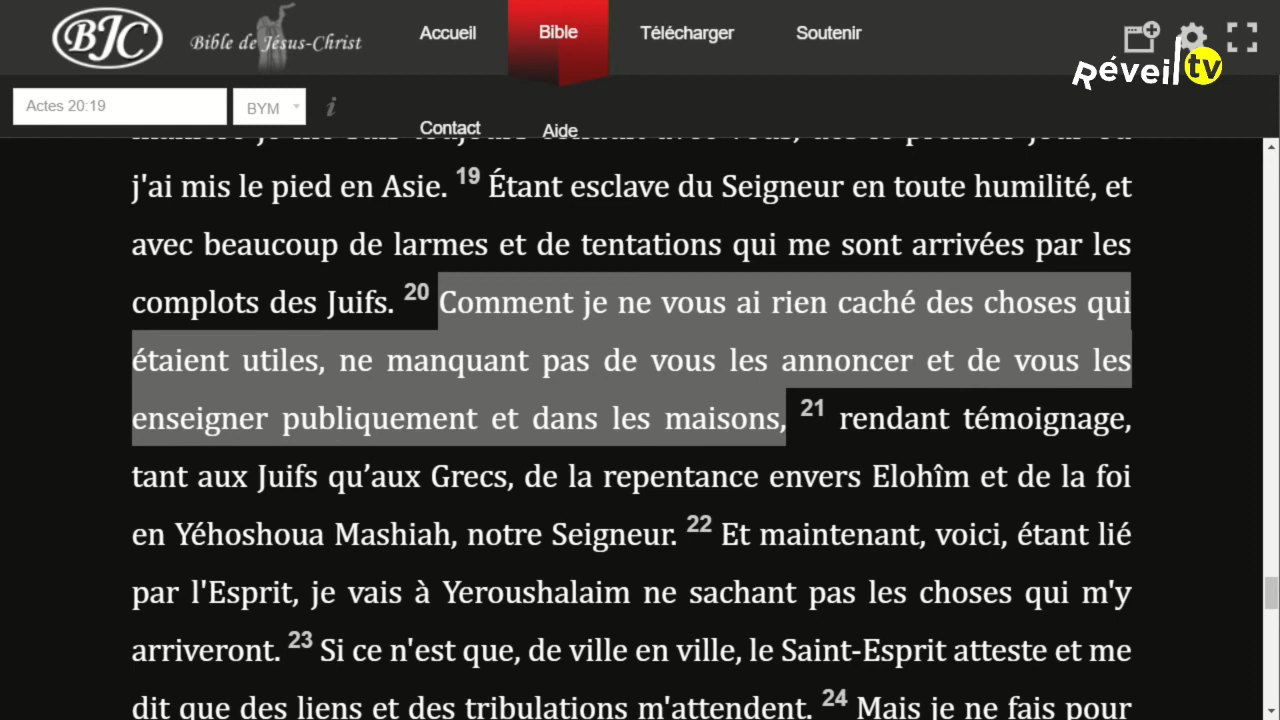 BJC
Bible de Jésus-Christ
Accueil
Bible
Télécharger
Soutenir
Réveil tv
Actes 20:19
BYM
i
Contact
Aide
j'ai mis le pied en Asie. 19 Étant esclave du Seigneur en toute humilité, et
avec beaucoup de larmes et de tentations qui me sont arrivées par les
complots des Juifs. 20 Comment je ne vous ai rien caché des choses qui
étaient utiles, ne manquant pas de vous les annoncer et de vous les
enseigner publiquement et dans les maisons, 21 rendant témoignage,
tant aux Juifs qu’aux Grecs, de la repentance envers Elohîm et de la foi
en Yéhoshoua Mashiah, notre Seigneur. 22 Et maintenant, voici, étant lié
par l'Esprit, je vais à Yeroushalaim ne sachant pas les choses qui m'y
arriveront. 23 Si ce n'est que, de ville en ville, le Saint-Esprit atteste et me
dit que des liens et des tribulations m'attendent. 24 Mais je ne fais pour